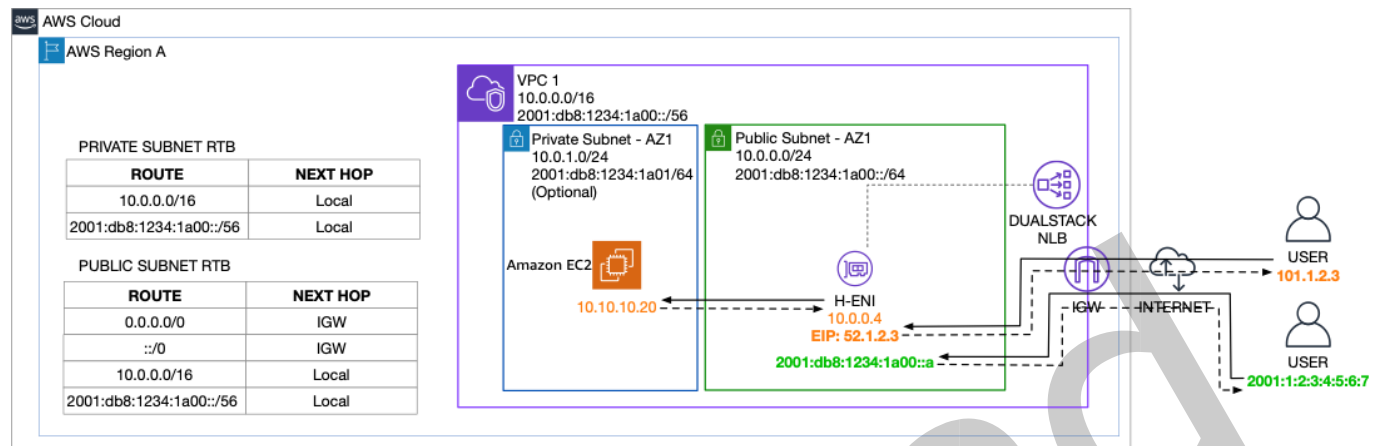 aws
AWS Cloud
AWS Region A
PRIVATE SUBNET RTB
ROUTE NEXT HOP
10.0.0.0/16 Local
2001:db8:1234:1a00::/56 Local
PUBLIC SUBNET RTB
ROUTE NEXT HOP
0.0.0.0/0 IGW
::/0 IGW
10.0.0.0/16 Local
2001:db8:1234:1a00::/56 Local
VPC 1
10.0.0.0/16
2001:db8:1234:1a00::/56
Private Subnet - AZ1
10.0.1.0/24
2001:db8:1234:1a01/64
(Optional)
Amazon EC2
10.10.10.20
Public Subnet - AZ1
10.0.0.0/24
2001:db8:1234:1a00::/64
H-ENI
10.0.0.4
EIP: 52.1.2.3
2001:db8:1234:1a00::a
DUALSTACK
NLB
IGW
INTERNET
USER
101.1.2.3
USER
2001:1:2:3:4:5:6:7